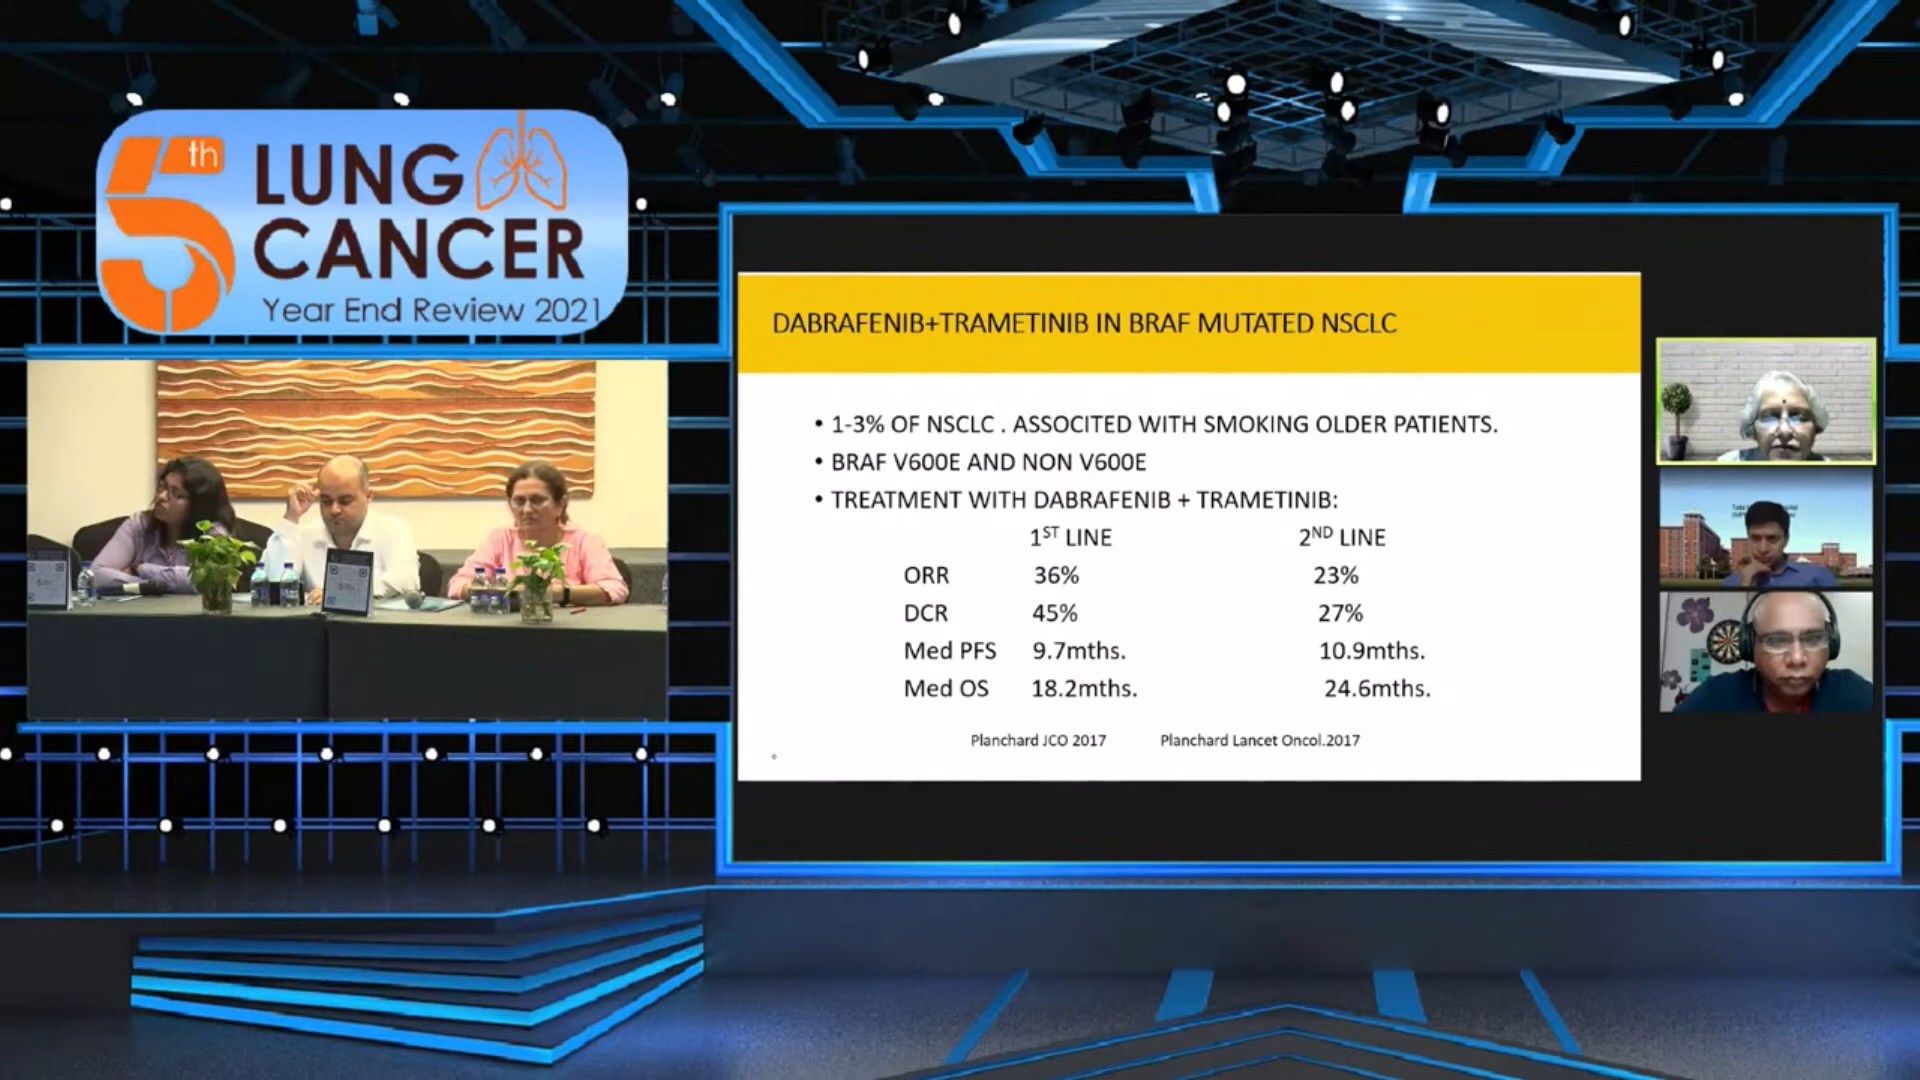 5th
LUNG
CANCER
Year End Review 2021
DABRAFENIB+TRAMETINIB IN BRAF MUTATED NSCLC
• 1-3% OF NSCLC . ASSOCITED WITH SMOKING OLDER PATIENTS.
• BRAF V600E AND NON V600E
• TREATMENT WITH DABRAFENIB + TRAMETINIB:
1ST LINE 2ND LINE
ORR 36% 23%
DCR 45% 27%
Med PFS 9.7mths. 10.9mths.
Med OS 18.2mths. 24.6mths.
Planchard JCO 2017 Planchard Lancet Oncol.2017